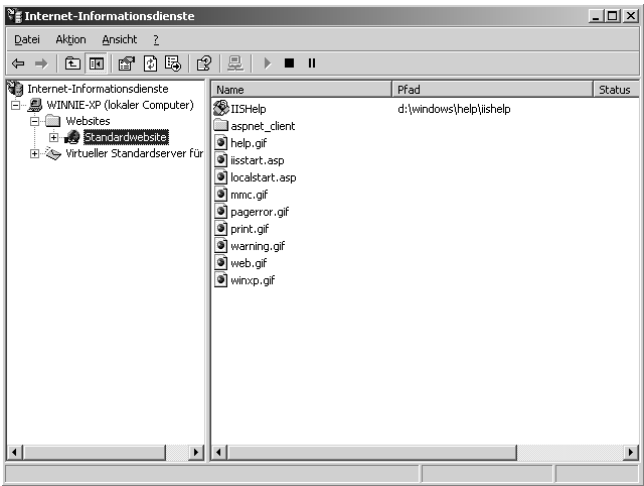 Internet-Informationsdienste
Datei Aktion Ansicht ?
Internet-Informationsdienste
WINNIE-XP (lokaler Computer)
Websites
Standardwebsite
Virtueller Standardserver für
Name Pfad Status
IISHelp d:\windows\help\iishelp
aspnet_client
help.gif
iisstart.asp
localstart.asp
mmc.gif
pagerror.gif
print.gif
warning.gif
web.gif
winxp.gif